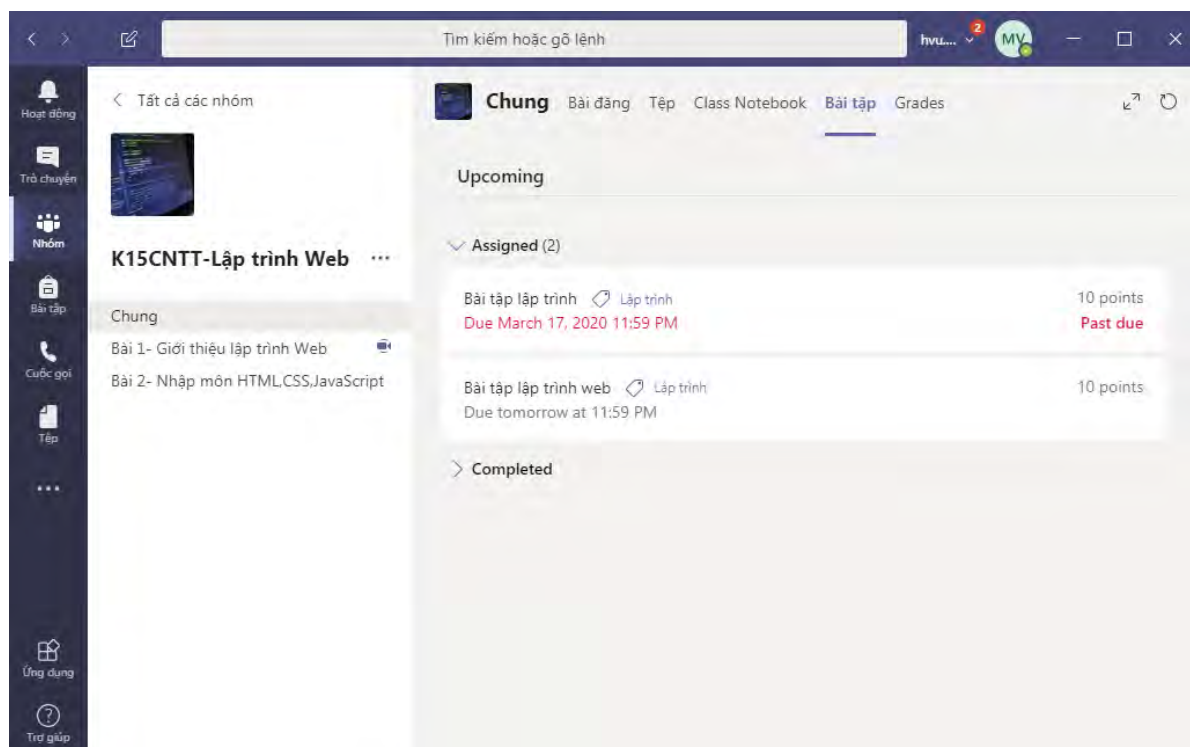 Tìm kiếm hoặc gõ lệnh
hvu....
2
MV
Hoạt động
Trò chuyện
Nhóm
Bài tập
Cuộc gọi
Tệp
Ứng dụng
Trợ giúp
Tất cả các nhóm
K15CNTT-Lập trình Web
Chung
Bài 1- Giới thiệu lập trình Web
Bài 2- Nhập môn HTML,CSS,JavaScript
Chung Bài đăng Tệp Class Notebook Bài tập Grades
Upcoming
Assigned (2)
Bài tập lập trình Lập trình 10 points
Due March 17, 2020 11:59 PM Past due
Bài tập lập trình web Lập trình 10 points
Due tomorrow at 11:59 PM
Completed